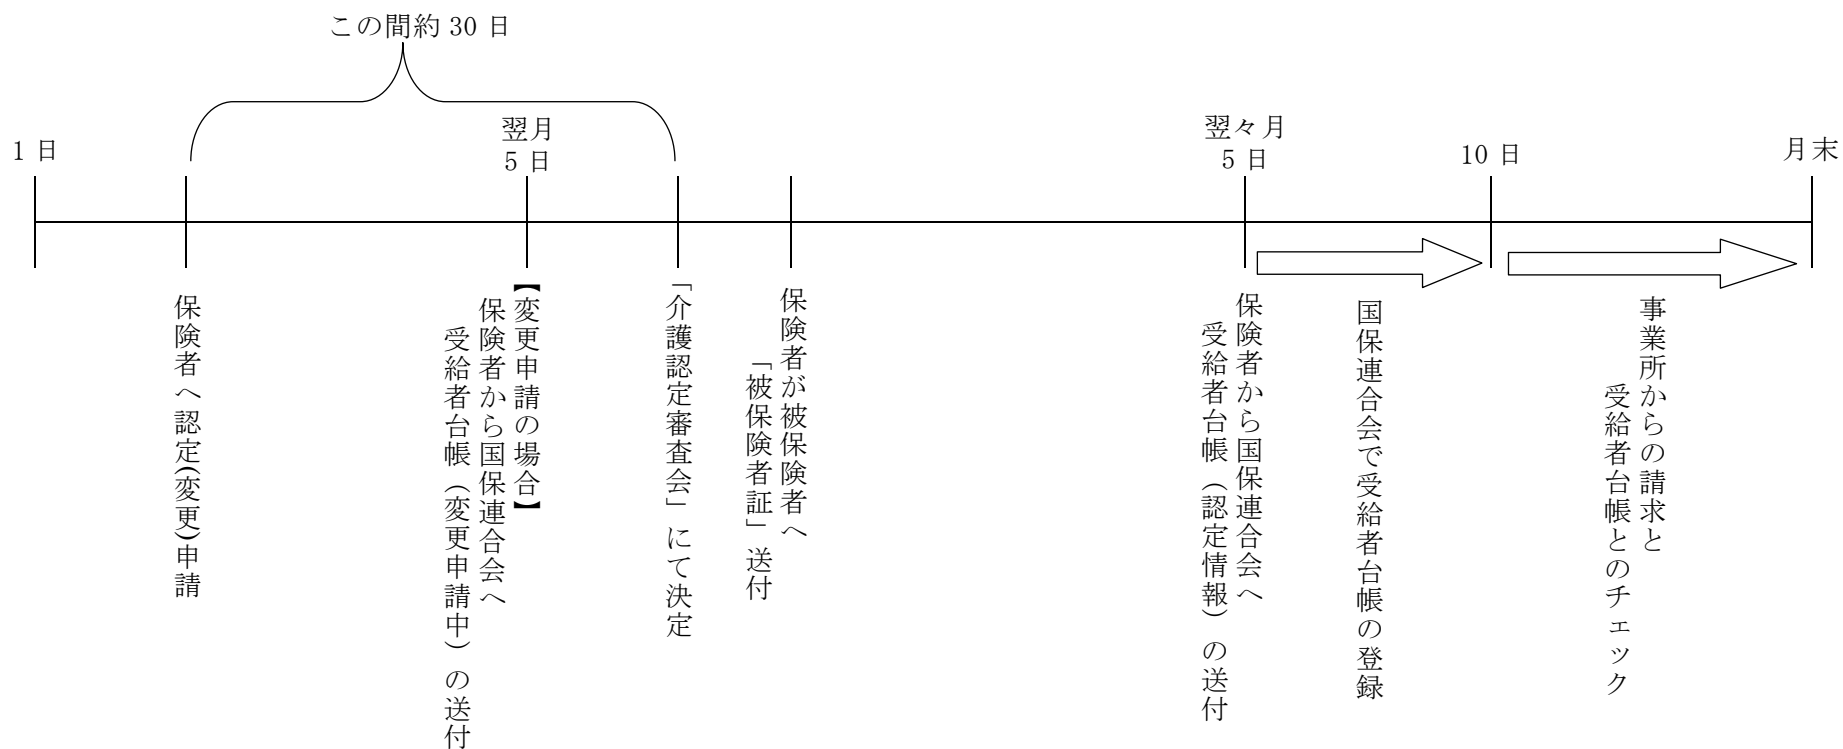 この間約 30 日
1 日
翌月
5 日
翌々月
5 日
10 日
月末
保険者へ認定(変更)申請
【変更申請の場合】
保険者から国保連合会へ
受給者台帳（変更申請中）の送付
「介護認定審査会」にて決定
保険者が被保険者へ
「被保険者証」送付
保険者から国保連合会へ
受給者台帳（認定情報）の送付
国保連合会で受給者台帳の登録
事業所からの請求と
受給者台帳とのチェック